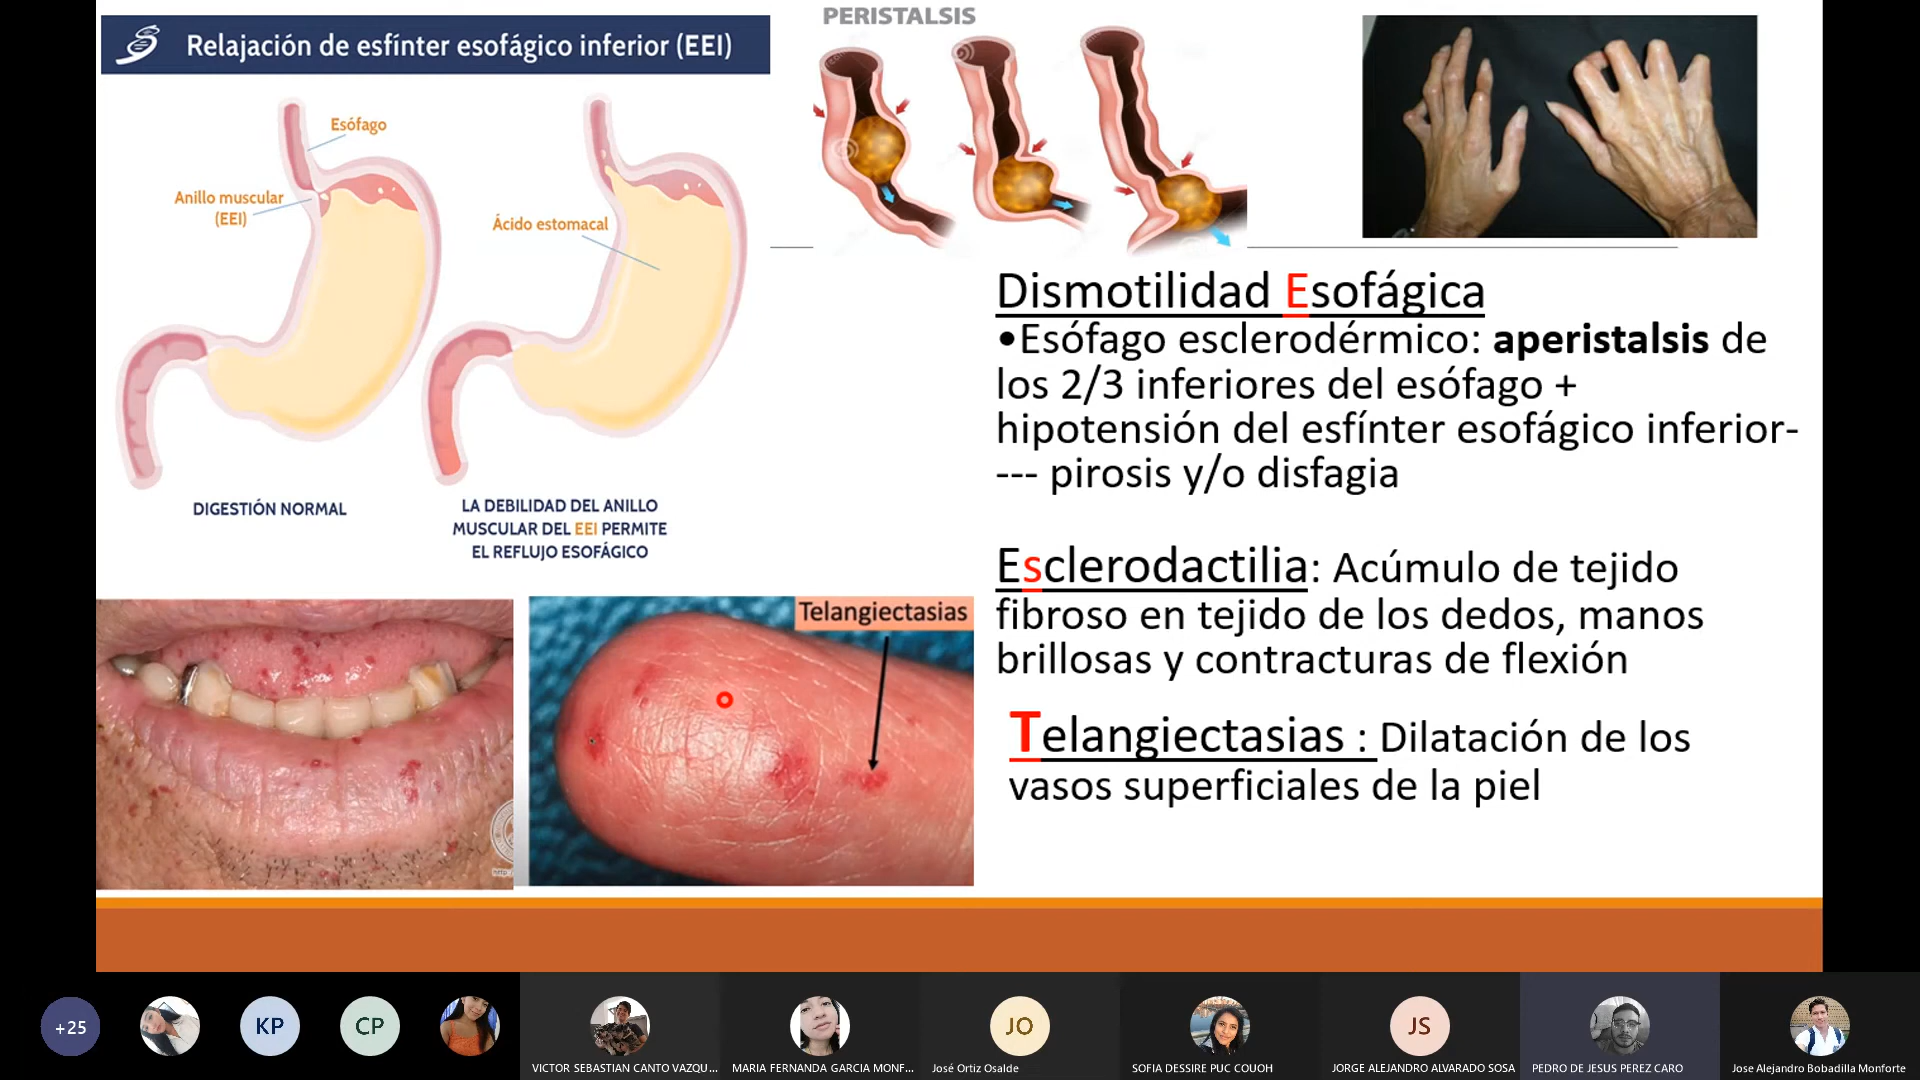 Relajación de esfínter esofágico inferior (EEI)
Esófago
Anillo muscular
(EEI)
Ácido estomacal
DIGESTIÓN NORMAL
LA DEBILIDAD DEL ANILLO
MUSCULAR DEL EEI PERMITE
EL REFLUJO ESOFÁGICO
PERISTALSIS
Dismotilidad Esofágica
•Esófago esclerodérmico: aperistalsis de
los 2/3 inferiores del esófago +
hipotensión del esfínter esofágico inferior-
--- pirosis y/o disfagia
Esclerodactilia: Acúmulo de tejido
fibroso en tejido de los dedos, manos
brillosas y contracturas de flexión
Telangiectasias : Dilatación de los
vasos superficiales de la piel
Telangiectasias
+25
KP
CP
VICTOR SEBASTIAN CANTO VAZQU...
MARIA FERNANDA GARCIA MONF...
JO
José Ortiz Osalde
SOFIA DESSIRE PUC COUOH
JS
JORGE ALEJANDRO ALVARADO SOSA
PEDRO DE JESUS PEREZ CARO
Jose Alejandro Bobadilla Monforte